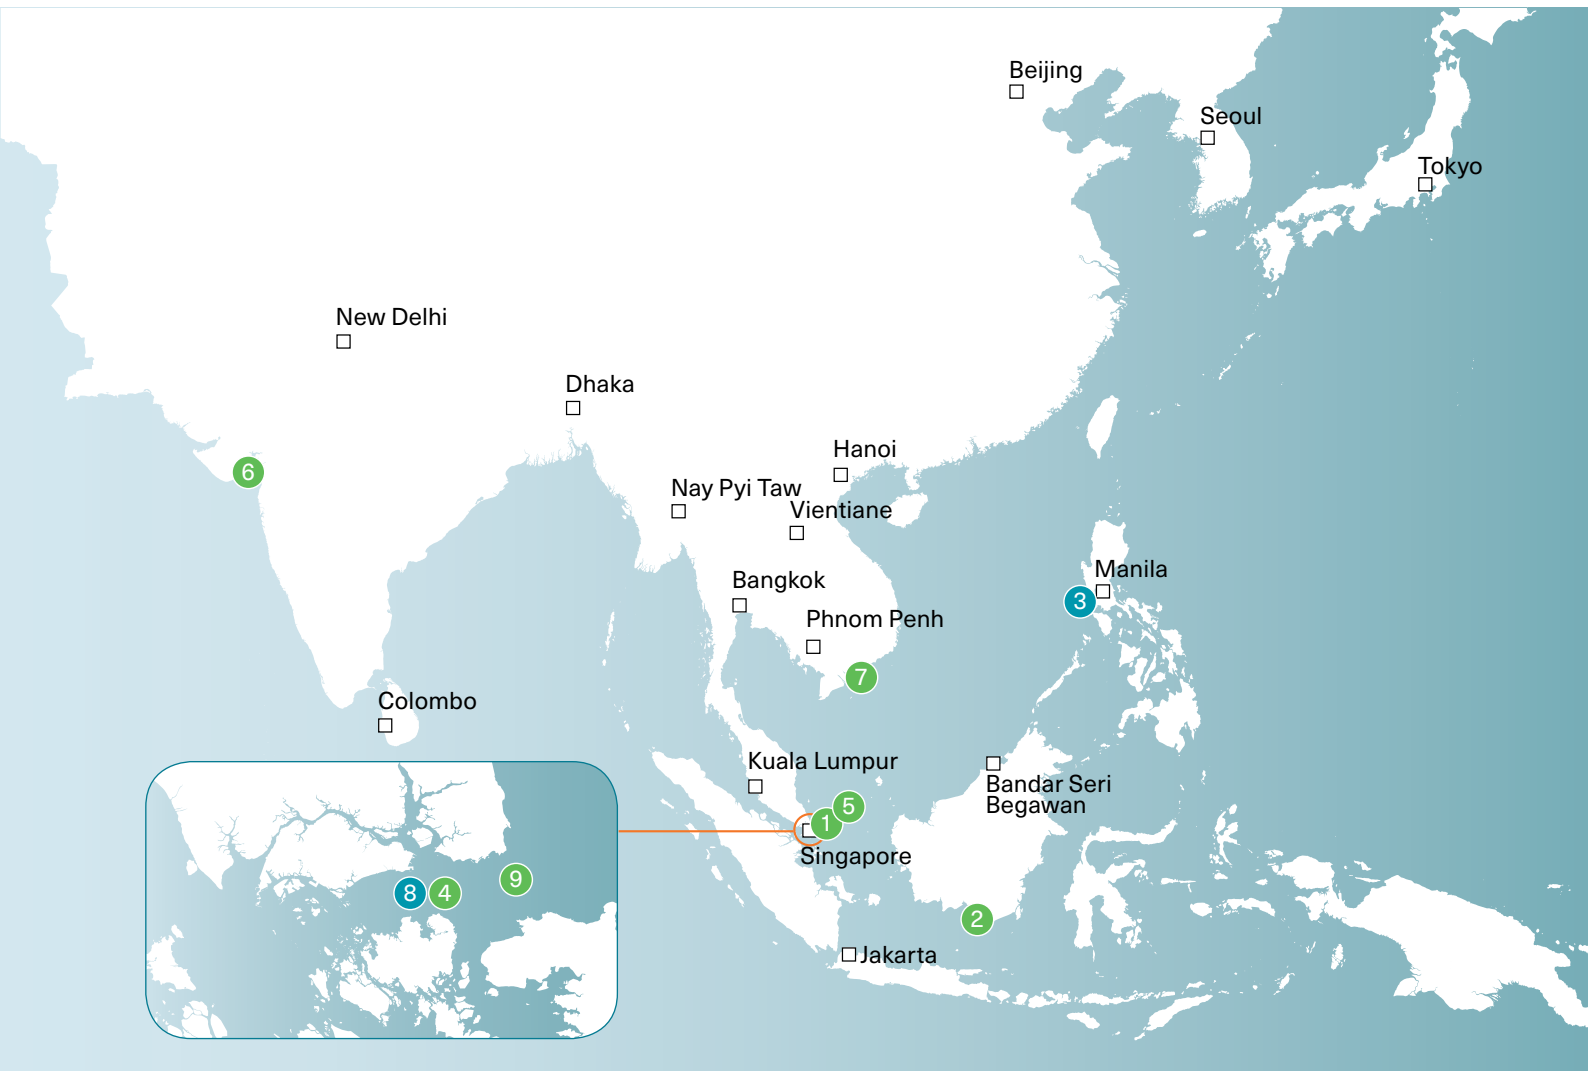 Beijing
Seoul
Tokyo
New Delhi
Dhaka
Hanoi
6
Nay Pyi Taw
Vientiane
Manila
Bangkok
3
Phnom Penh
7
Colombo
Kuala Lumpur
Bandar Seri
Begawan
5
1
Singapore
9
8
4
2
Jakarta